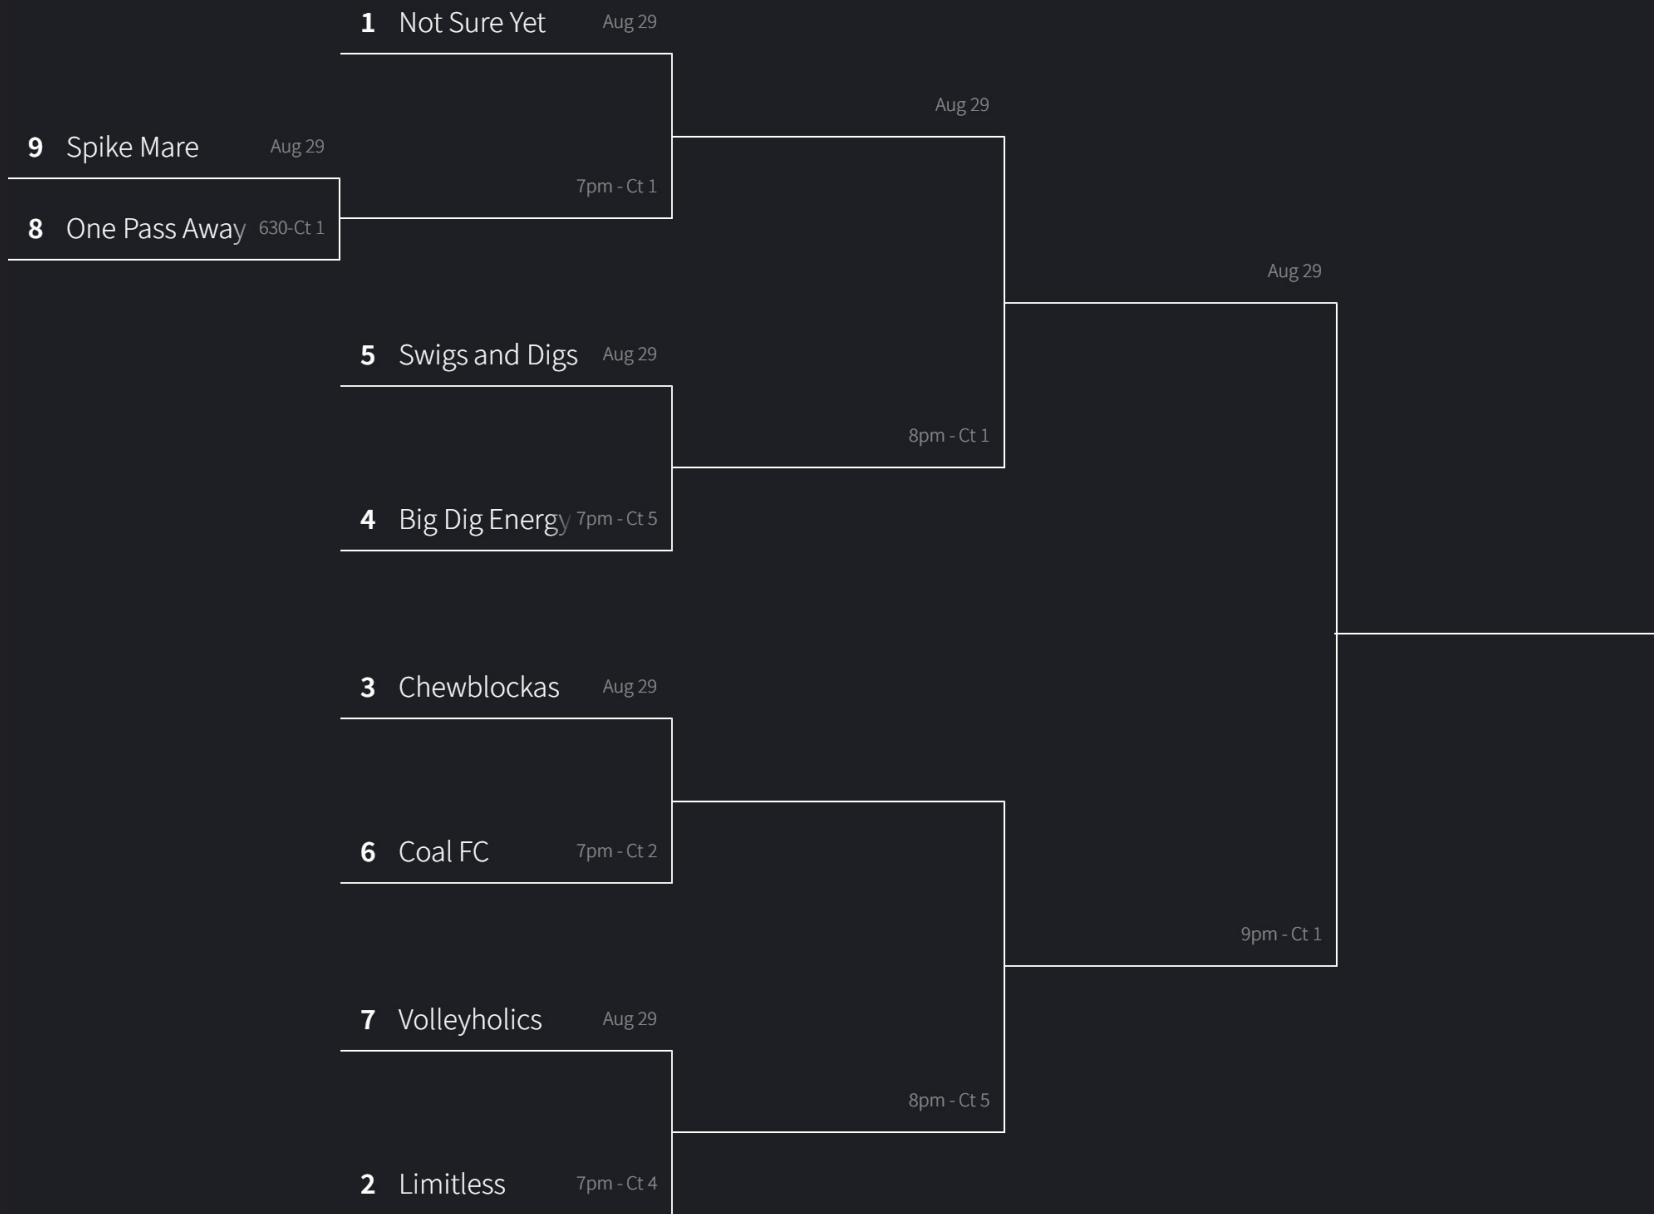 1 Not Sure Yet Aug 29
Aug 29
9 Spike Mare Aug 29
7pm - Ct 1
8 One Pass Away 630-Ct 1
Aug 29
5 Swigs and Digs Aug 29
8pm - Ct 1
4 Big Dig Energy 7pm - Ct 5
3 Chewblockas Aug 29
6 Coal FC 7pm - Ct 2
9pm - Ct 1
7 Volleyholics Aug 29
8pm - Ct 5
2 Limitless 7pm - Ct 4